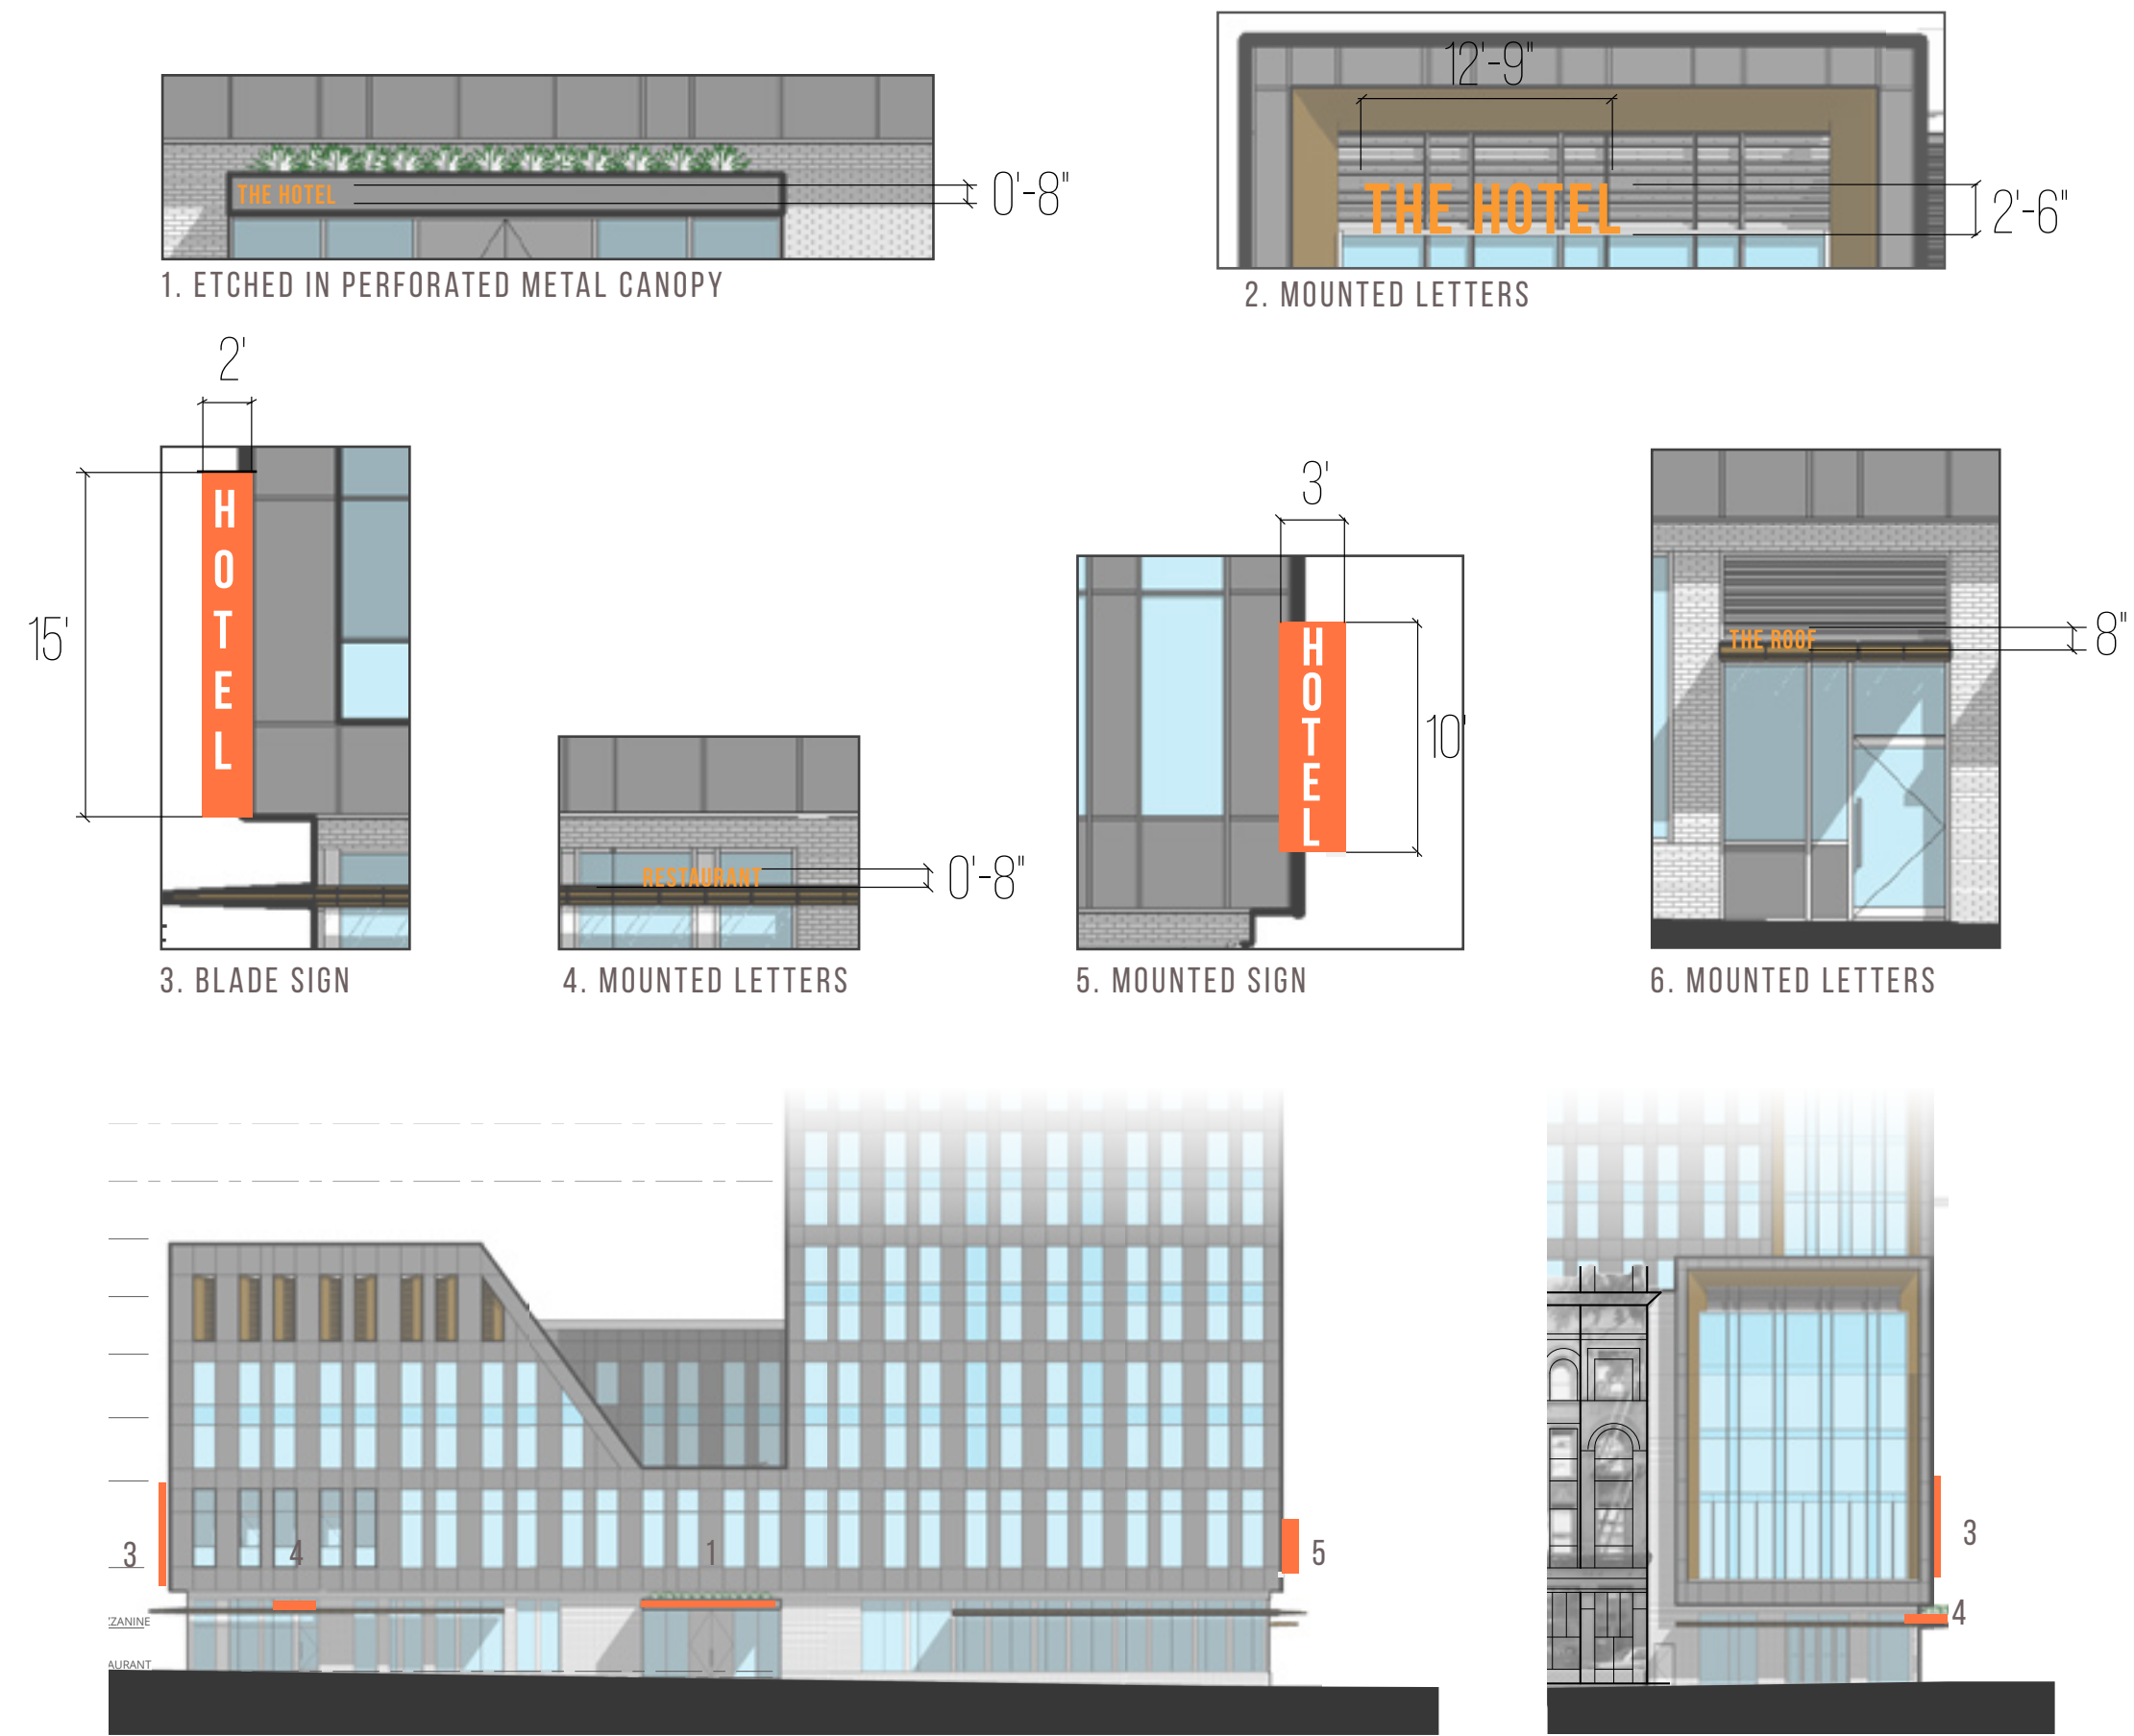 12'-9"
THE HOTEL
0'-8"
THE HOTEL
2'-6"
1. ETCHED IN PERFORATED METAL CANOPY
2. MOUNTED LETTERS
2'
15'
H
O
T
E
L
RESTAURANT
0'-8"
3'
H
O
T
E
L
10'
THE ROOF
8"
3. BLADE SIGN
4. MOUNTED LETTERS
5. MOUNTED SIGN
6. MOUNTED LETTERS
3
4
1
5
3
4
ZZANINE
AURANT